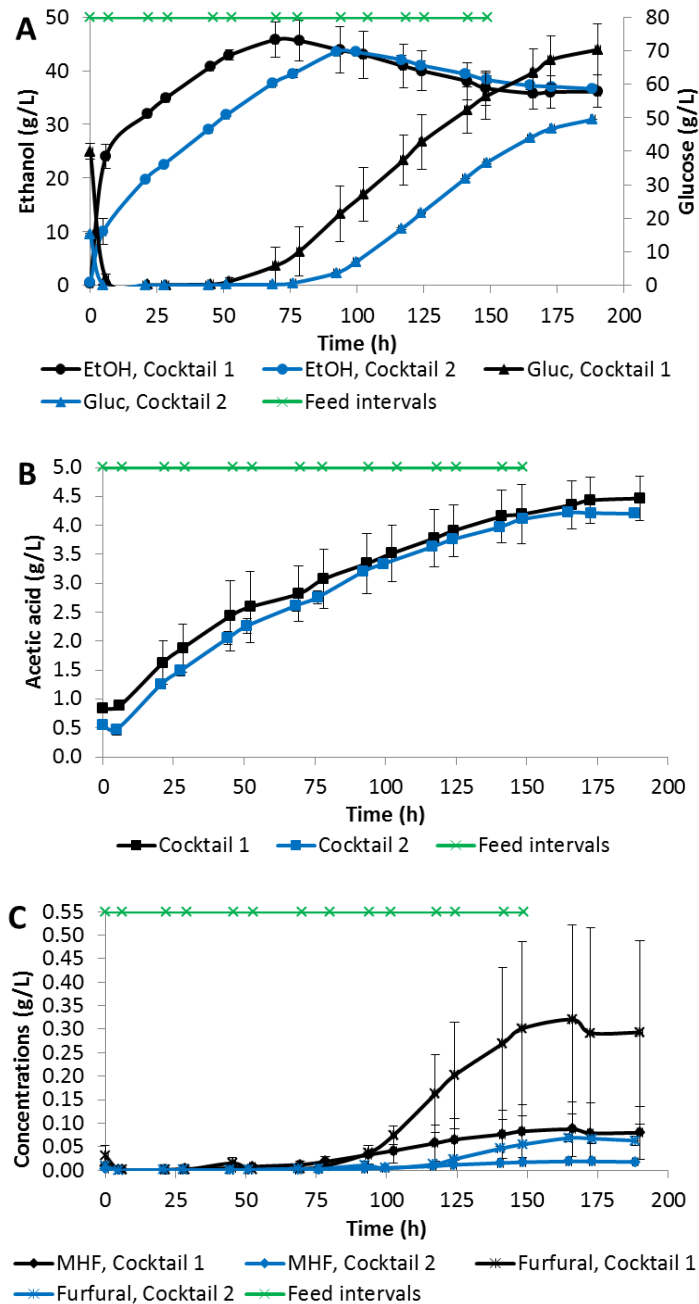 A
50
40
30
20
10
0
Ethanol (g/L)
80
70
60
50
40
30
20
10
0
Glucose (g/L)
0 25 50 75 100 125 150 175 200
Time (h)
EtOH, Cocktail 1 EtOH, Cocktail 2 Gluc, Cocktail 1
Gluc, Cocktail 2 Feed intervals
B
5.0
4.5
4.0
3.5
3.0
2.5
2.0
1.5
1.0
0.5
0.0
Acetic acid (g/L)
0 25 50 75 100 125 150 175 200
Time (h)
Cocktail 1 Cocktail 2 Feed intervals
C
0.55
0.50
0.45
0.40
0.35
0.30
0.25
0.20
0.15
0.10
0.05
0.00
Concentrations (g/L)
0 25 50 75 100 125 150 175 200
Time (h)
MHF, Cocktail 1 MHF, Cocktail 2 Furfural, Cocktail 1
Furfural, Cocktail 2 Feed intervals